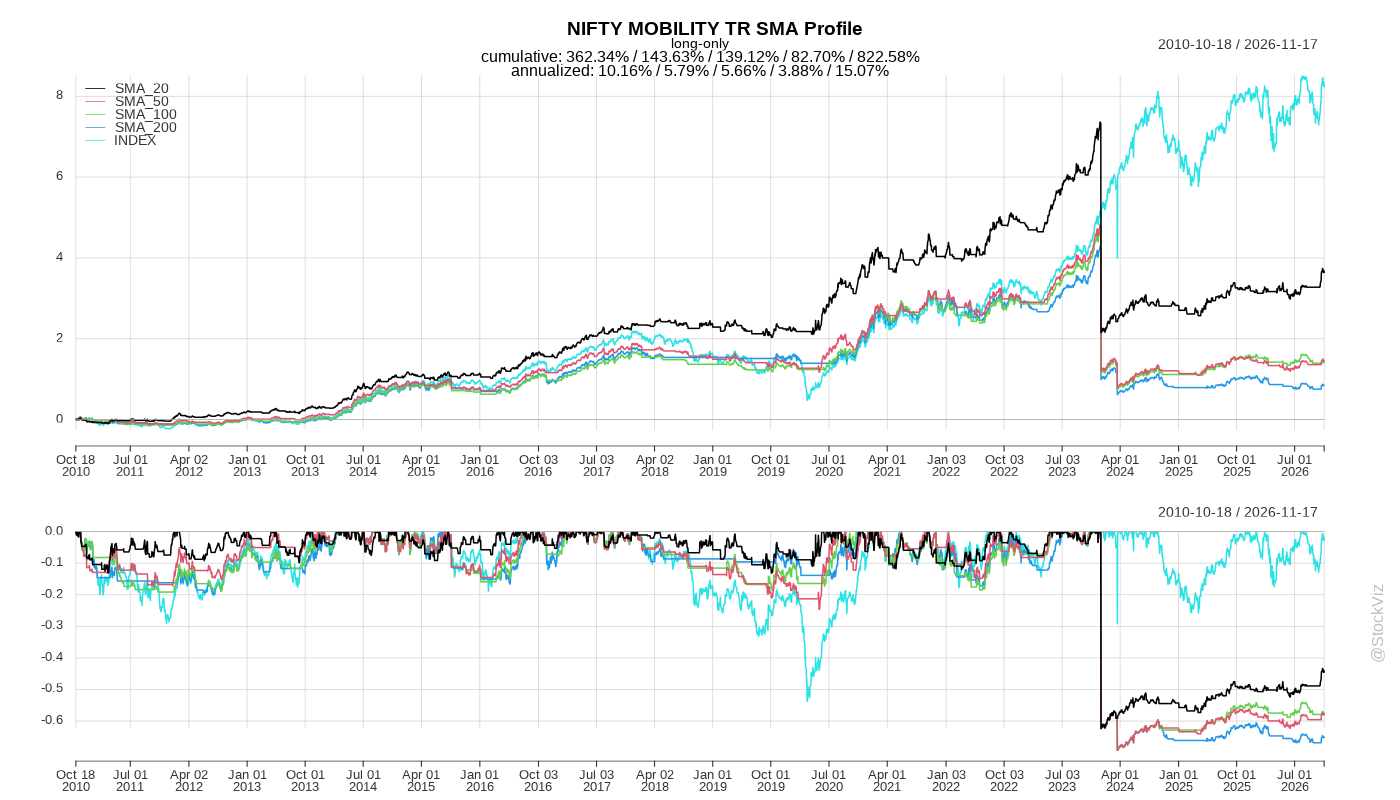 NIFTY MOBILITY TR SMA Profile
long-only
2010-10-18 / 2026-11-17
cumulative: 362.34% / 143.63% / 139.12% / 82.70% / 822.58%
annualized: 10.16% / 5.79% / 5.66% / 3.88% / 15.07%
SMA_20
SMA_50
SMA_100
SMA_200
INDEX
8
6
4
2
0
Oct 18 Jul 01 Apr 02 Jan 01 Oct 01 Jul 01 Apr 01 Jan 01 Oct 03 Jul 03 Apr 02 Jan 01 Oct 01 Jul 01 Apr 01 Jan 03 Oct 03 Jul 03 Apr 01 Jan 01 Oct 01 Jul 01
2010 2011 2012 2013 2013 2014 2015 2016 2016 2017 2018 2019 2019 2020 2021 2022 2022 2023 2024 2025 2025 2026
2010-10-18 / 2026-11-17
0.0
-0.1
-0.2
-0.3
-0.4
-0.5
-0.6
Oct 18 Jul 01 Apr 02 Jan 01 Oct 01 Jul 01 Apr 01 Jan 01 Oct 03 Jul 03 Apr 02 Jan 01 Oct 01 Jul 01 Apr 01 Jan 03 Oct 03 Jul 03 Apr 01 Jan 01 Oct 01 Jul 01
2010 2011 2012 2013 2013 2014 2015 2016 2016 2017 2018 2019 2019 2020 2021 2022 2022 2023 2024 2025 2025 2026
@StockViz